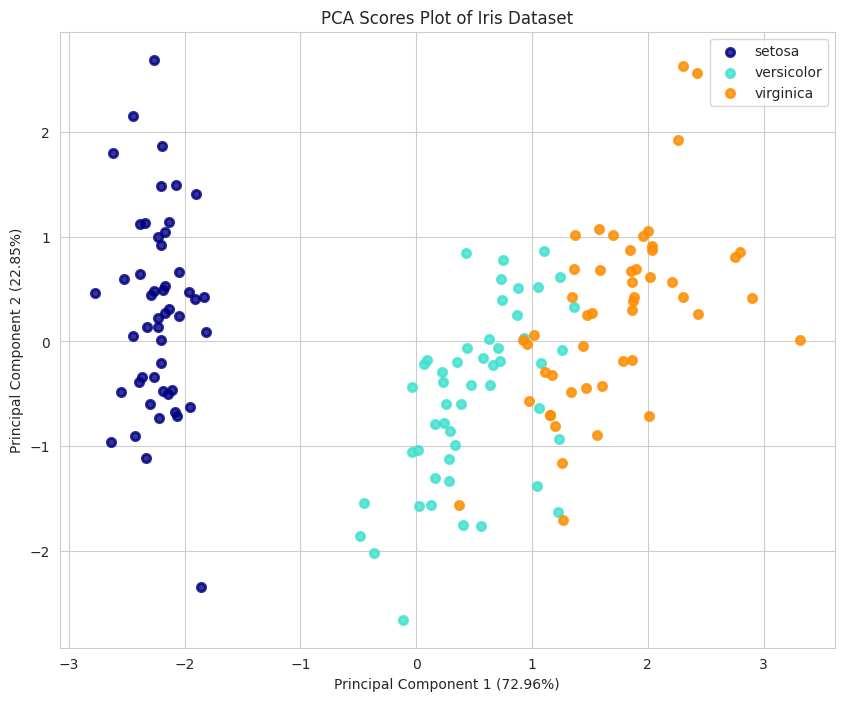 PCA Scores Plot of Iris Dataset
setosa
versicolor
virginica
Principal Component 2 (22.85%)
2
1
0
−1
−2
−3
−2
−1
0
1
2
3
Principal Component 1 (72.96%)